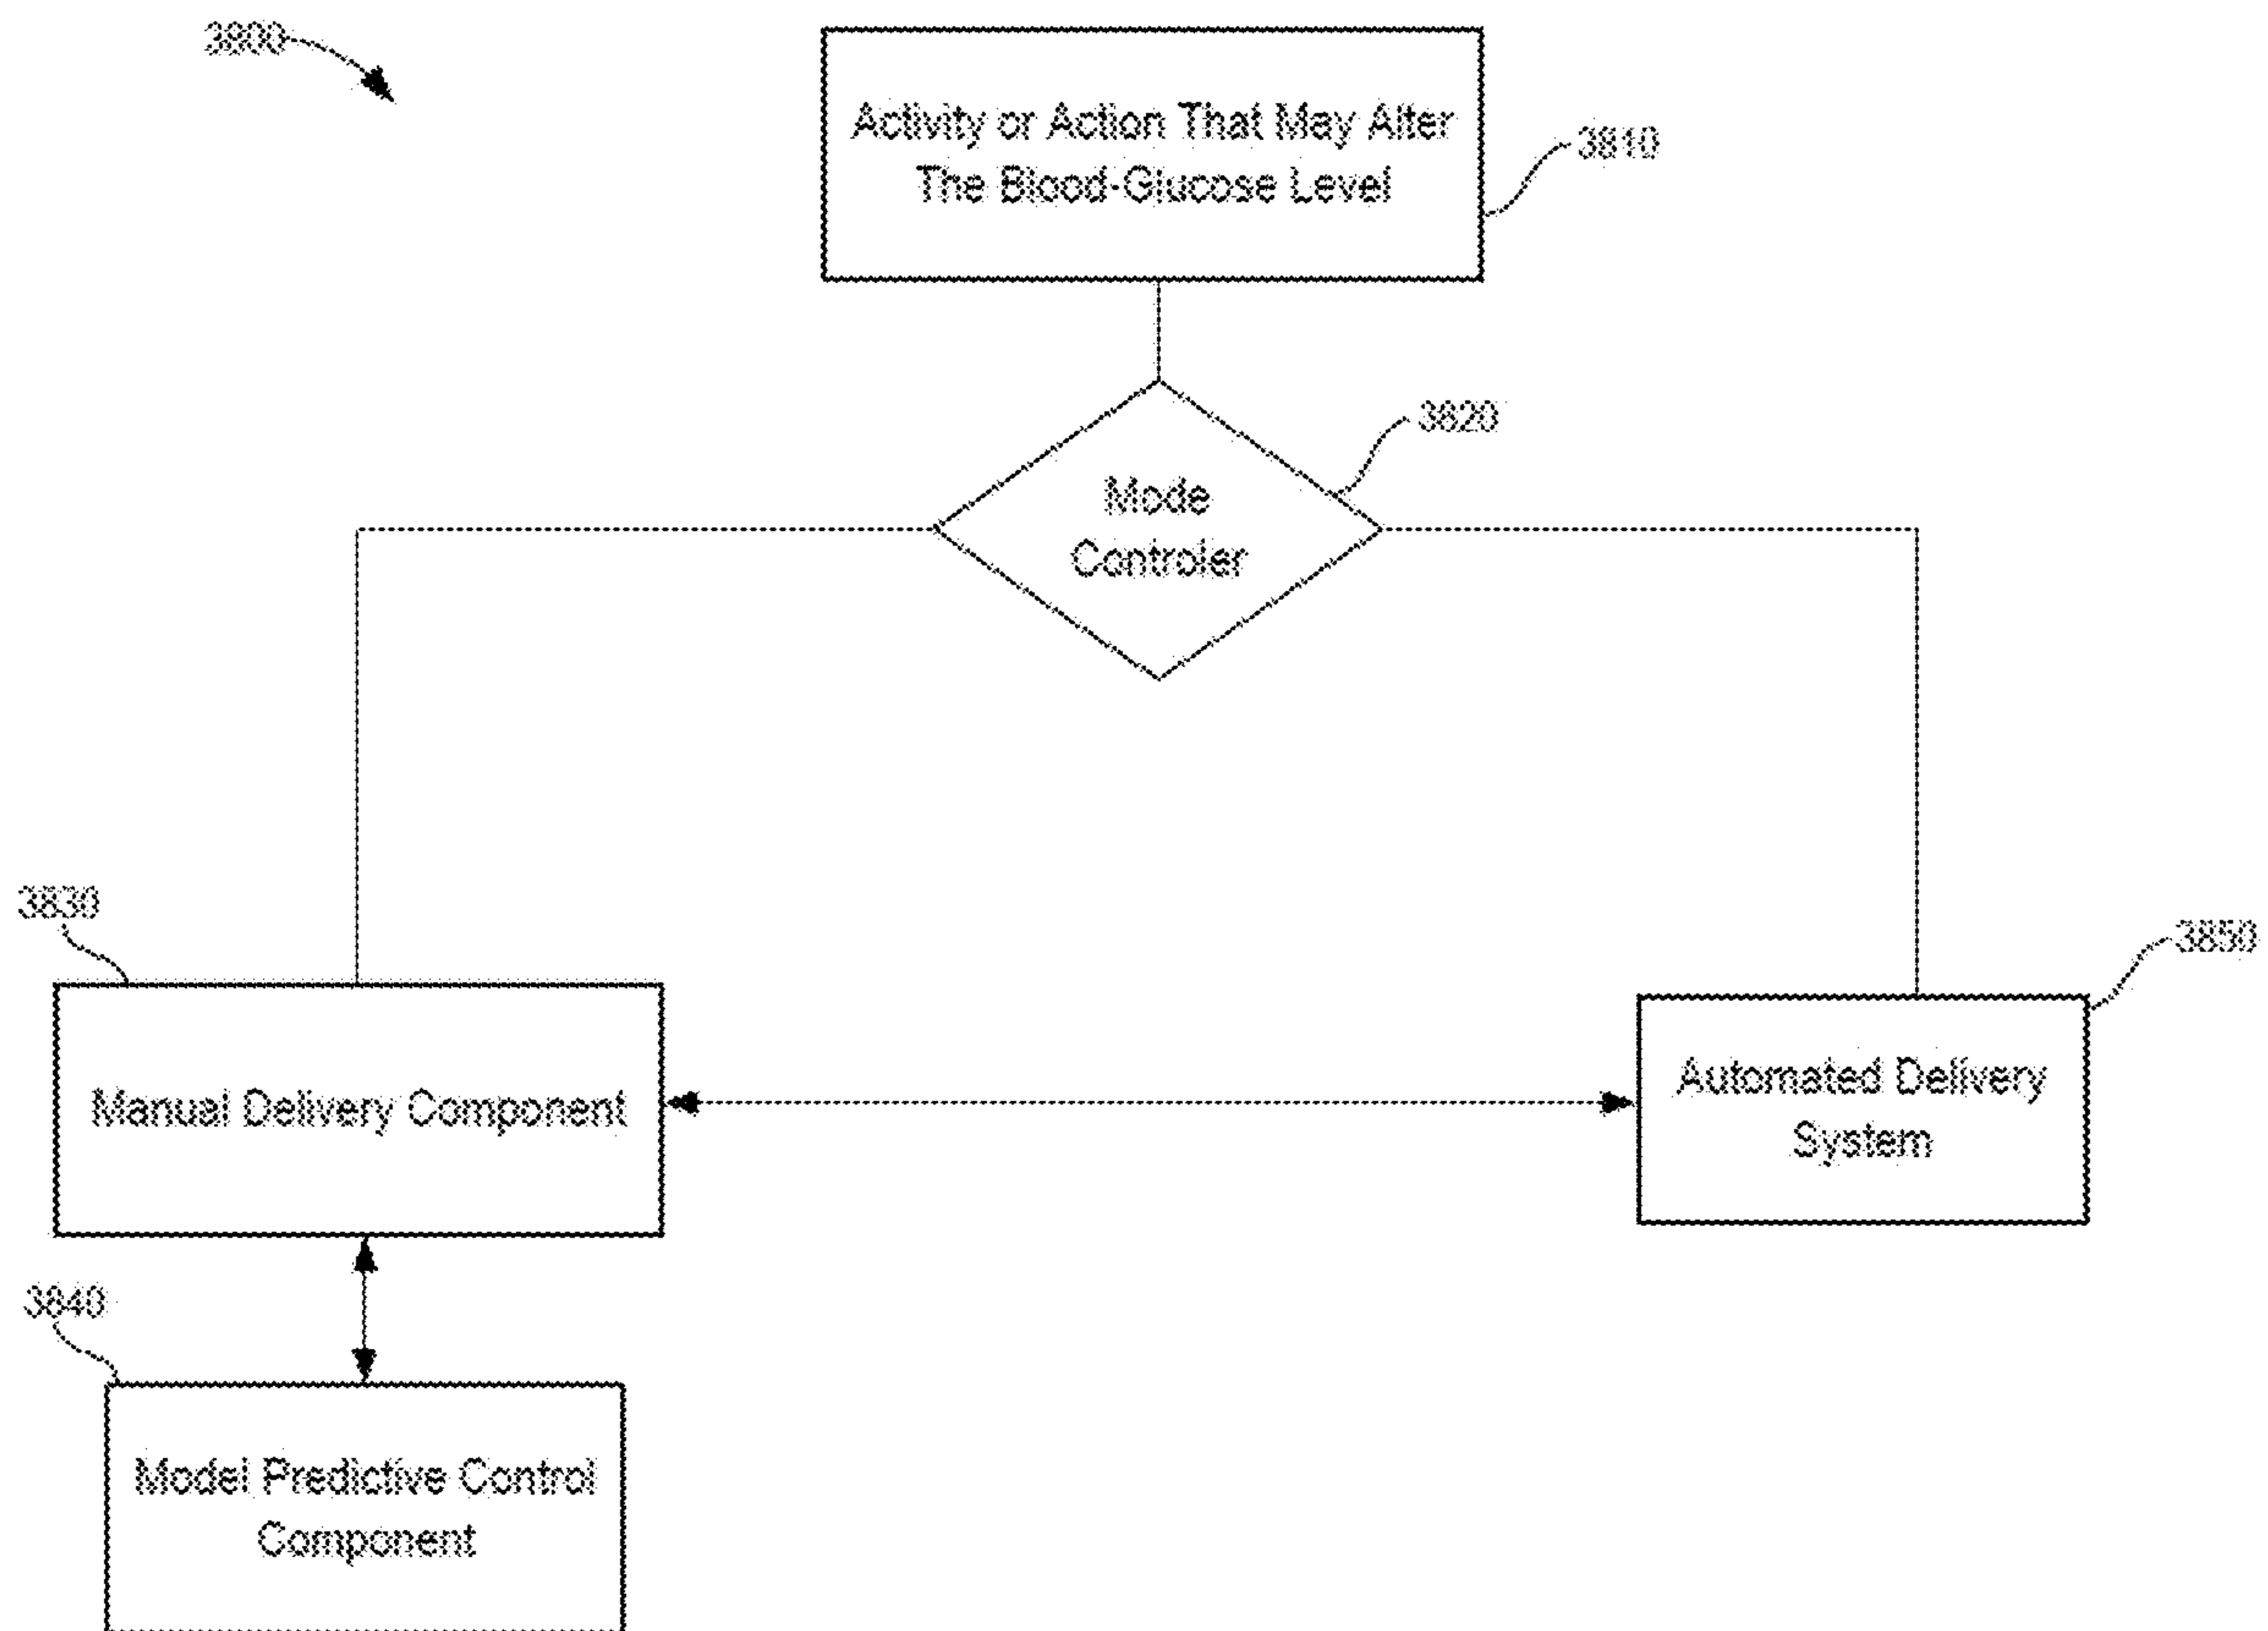 3800
Activity or Action That May Alter
The Blood-Glucose Level
3810
3820
Mode
Controler
3830
3850
Manual Delivery Component
Automated Delivery
System
3840
Model Predictive Control
Component